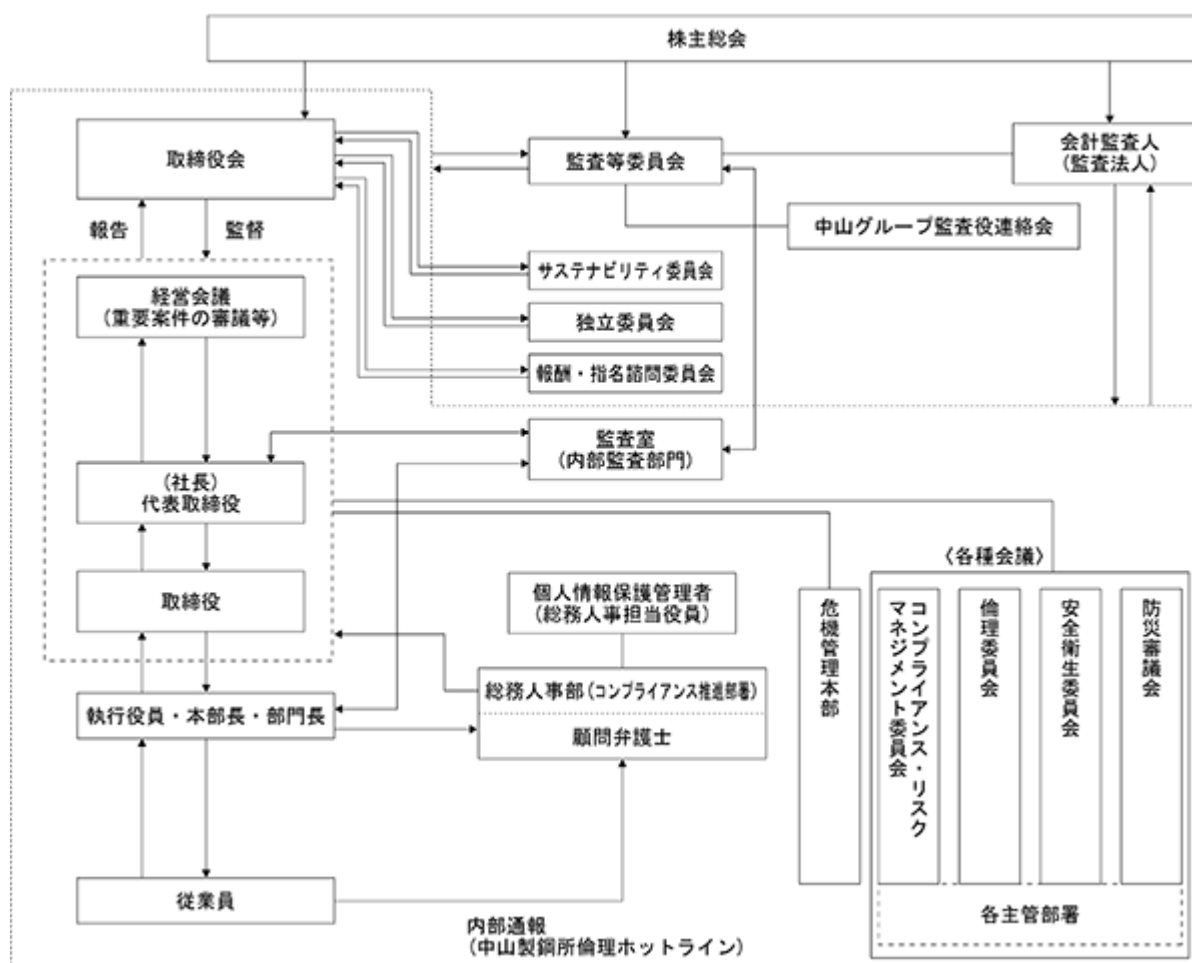 株主総会
取締役会
監査等委員会
会計監査人
(監査法人)
中山グループ監査役連絡会
報告
監督
サステナビリティ委員会
経営会議
(重要案件の審議等)
独立委員会
報酬・指名諮問委員会
監査室
(内部監査部門)
(社長)
代表取締役
〈各種会議〉
取締役
個人情報保護管理者
(総務人事担当役員)
危機管理本部
コンプライアンス・リスク
マネジメント委員会
倫理委員会
安全衛生委員会
防災審議会
総務人事部(コンプライアンス推進部署)
執行役員・本部長・部門長
顧問弁護士
従業員
各主管部署
内部通報
(中山製鋼所倫理ホットライン)